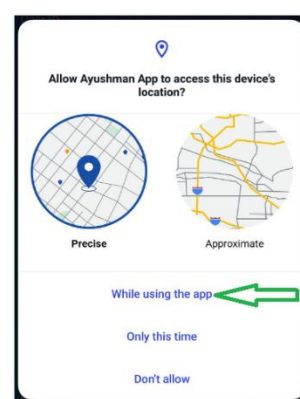 Allow Ayushman App to access this device's
location?
Precise
Approximate
While using the app
Only this time
Don't allow